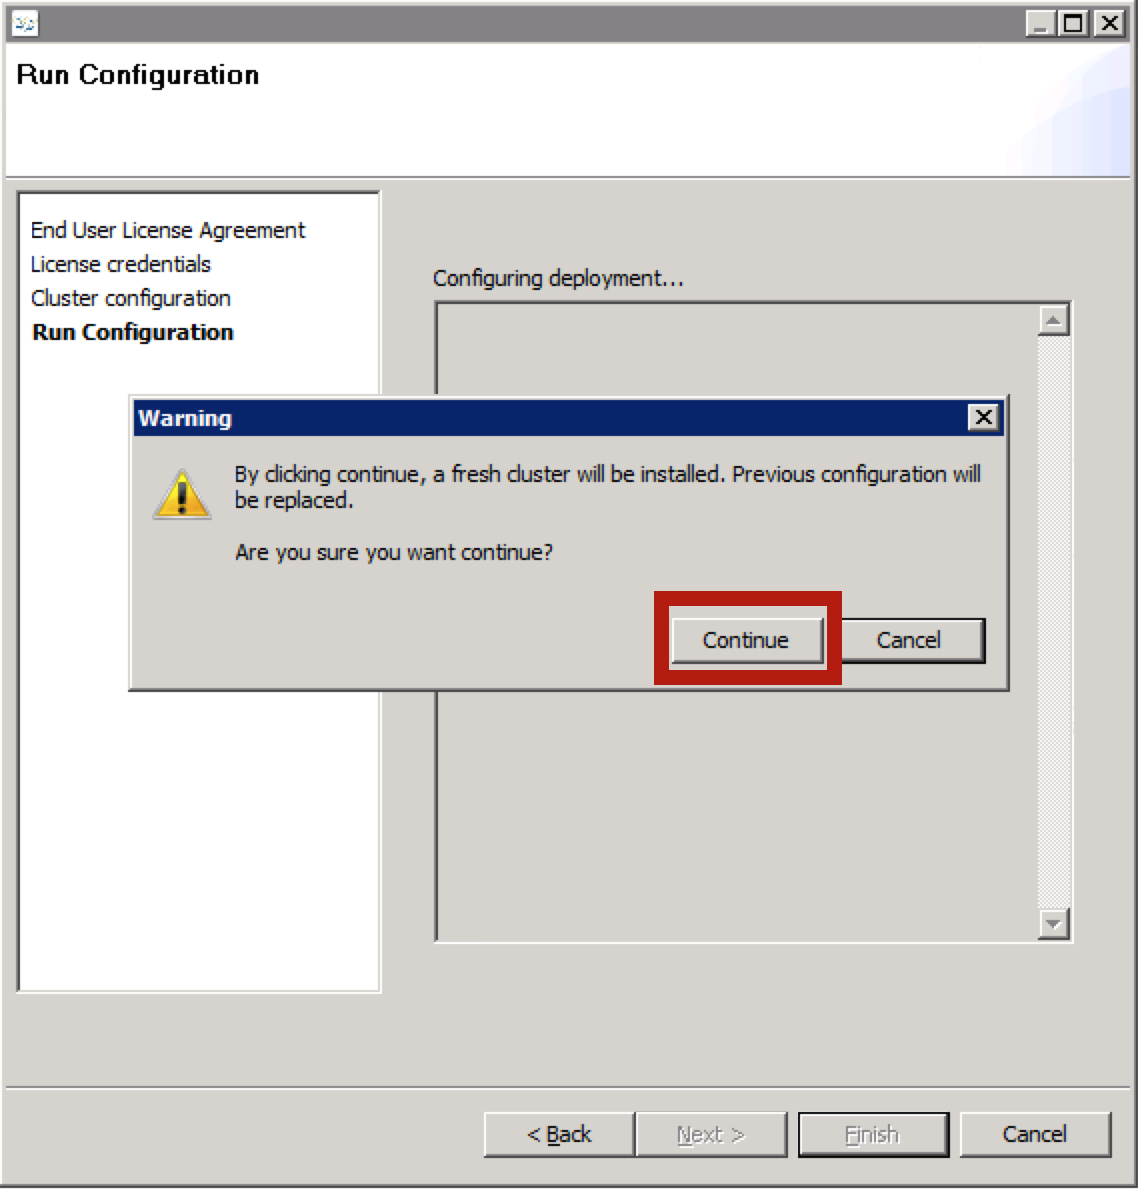 Run Configuration
End User License Agreement
License credentials
Cluster configuration
Run Configuration
Configuring deployment...
Warning
By clicking continue, a fresh cluster will be installed. Previous configuration will
be replaced.
Are you sure you want continue?
Continue
Cancel
< Back
Next >
Finish
Cancel